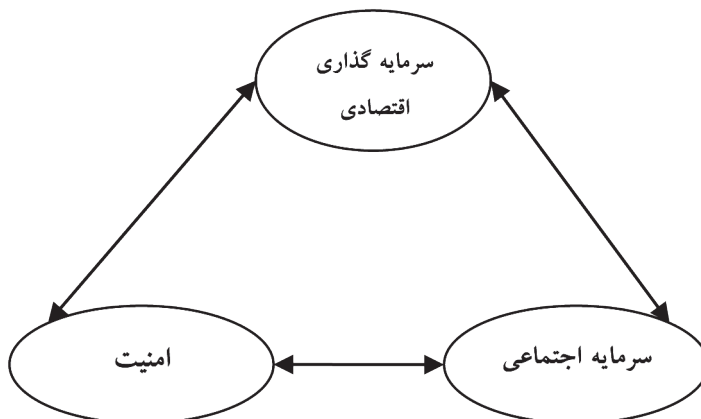 سرمایه گذاری
اقتصادی
سرمایه اجتماعی
امنیت